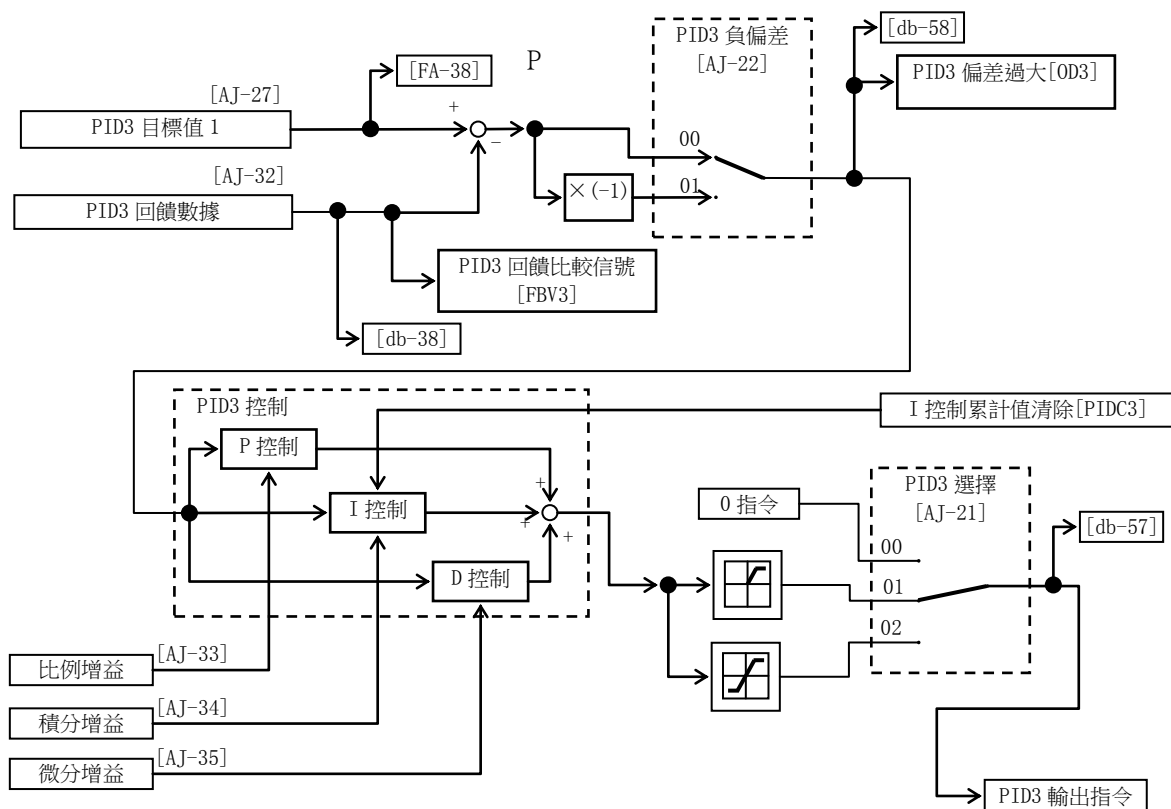 [db-58]
PID3 負偏差
[AJ-22]
P
[FA-38]
PID3 偏差過大[OD3]
[AJ-27]
+
PID3 目標值 1
−
00
[AJ-32]
×(-1)
01
PID3 回饋數據
PID3 回饋比較信號
[FBV3]
[db-38]
PID3 控制
I 控制累計值清除[PIDC3]
P 控制
+
I 控制
+
+
D 控制
0 指令
PID3 選擇
[AJ-21]
[db-57]
00
01
02
比例增益
[AJ-33]
積分增益
[AJ-34]
微分增益
[AJ-35]
PID3 輸出指令